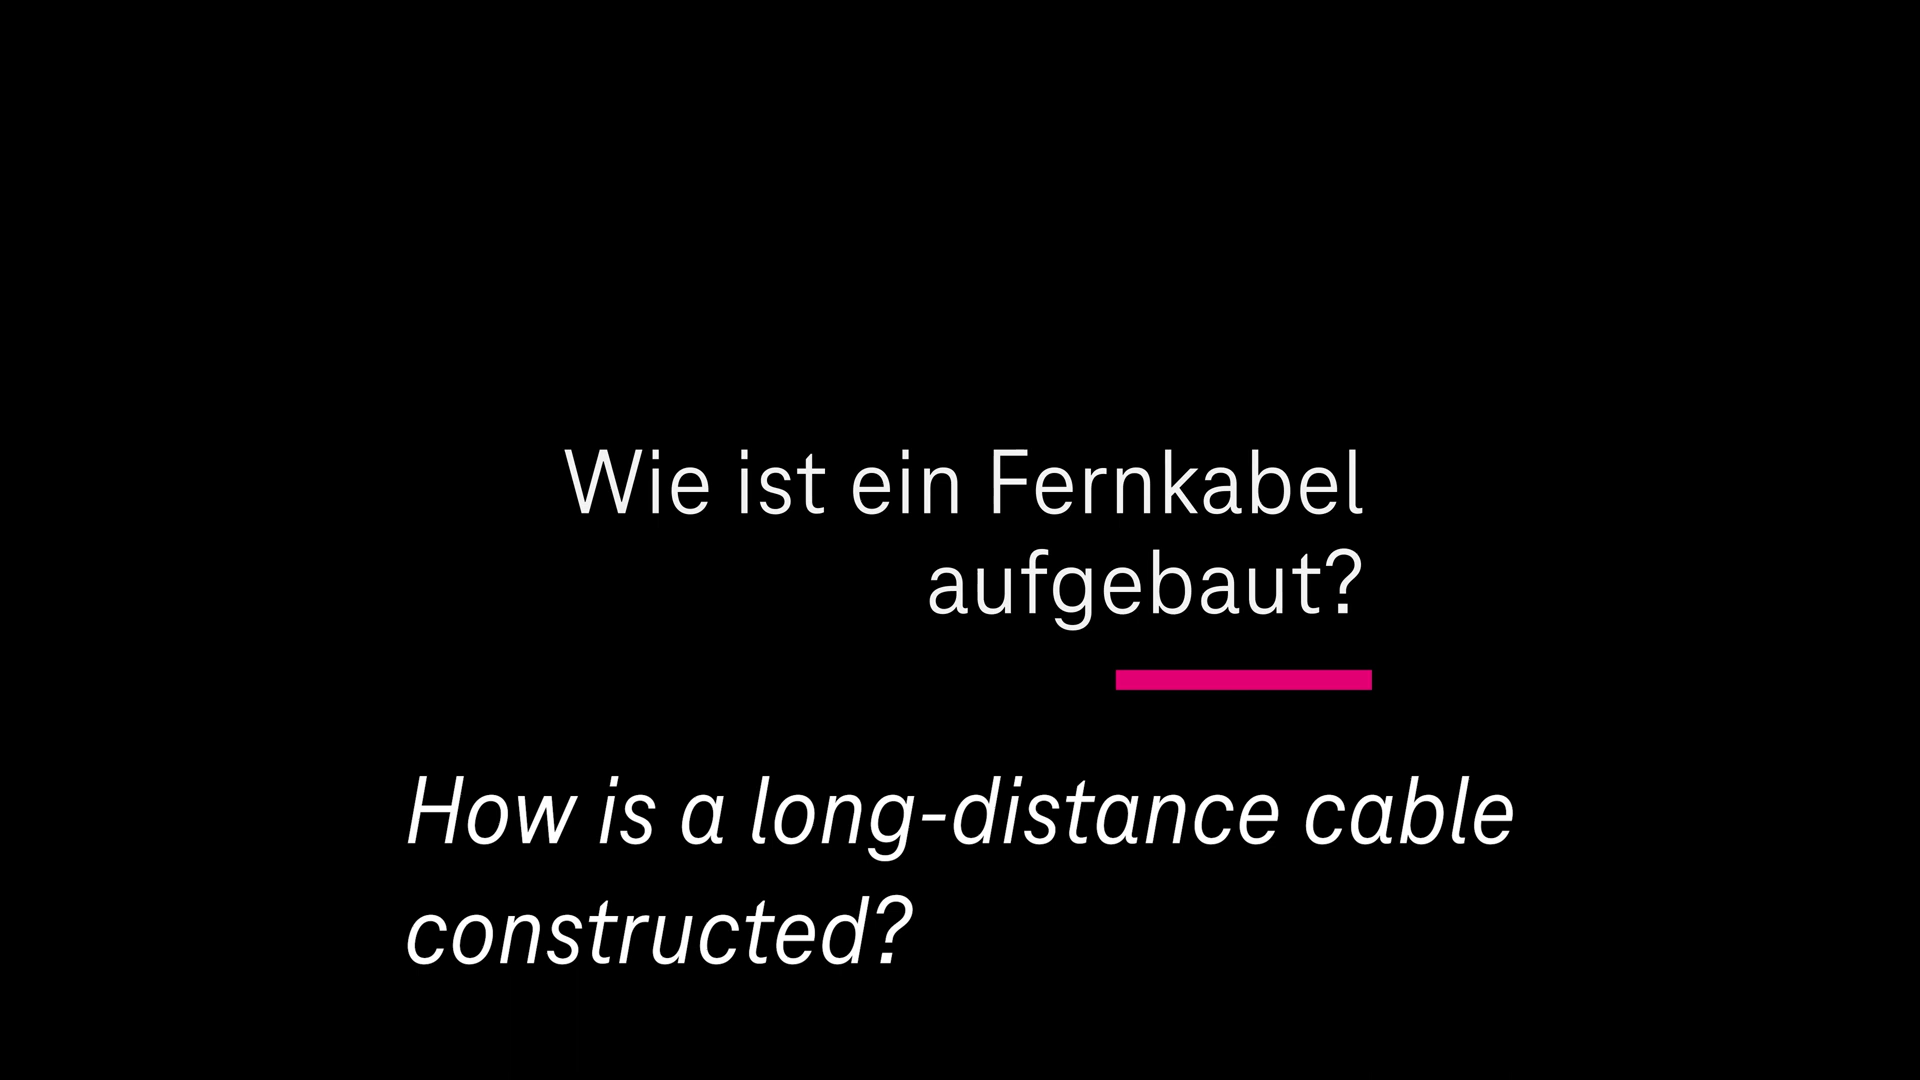 Wie ist ein Fernkabel
aufgebaut?
How is a long-distance cable
constructed?